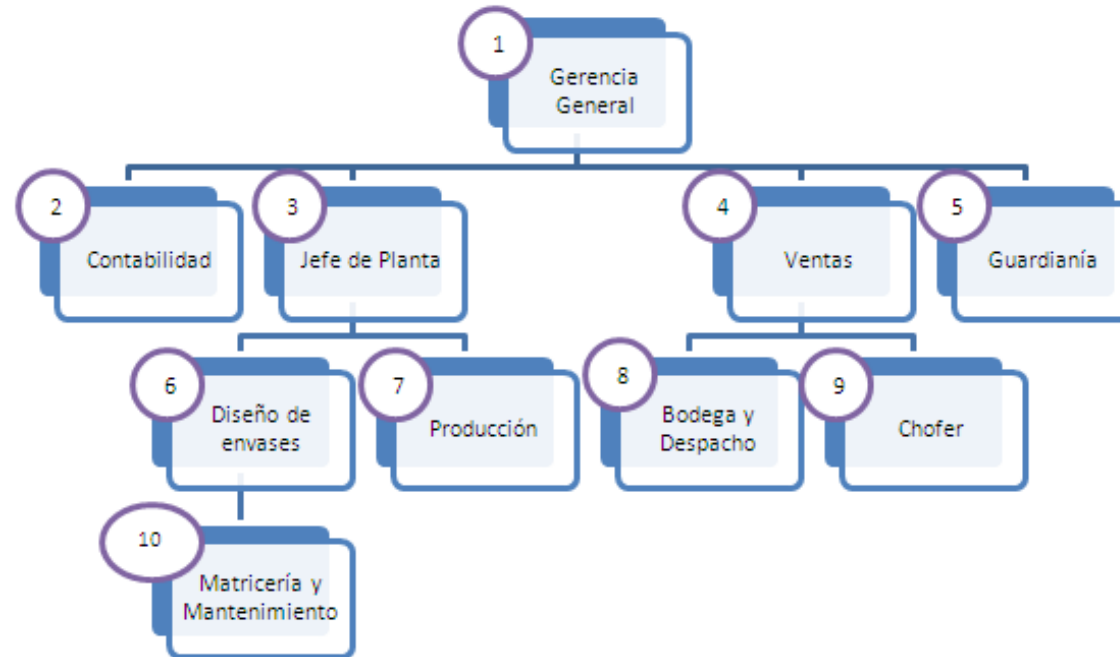 1
Gerencia
General
2
Contabilidad
3
Jefe de Planta
4
Ventas
5
Guardianía
6
Diseño de
envases
7
Producción
8
Bodega y
Despacho
9
Chofer
10
Matricería y
Mantenimiento